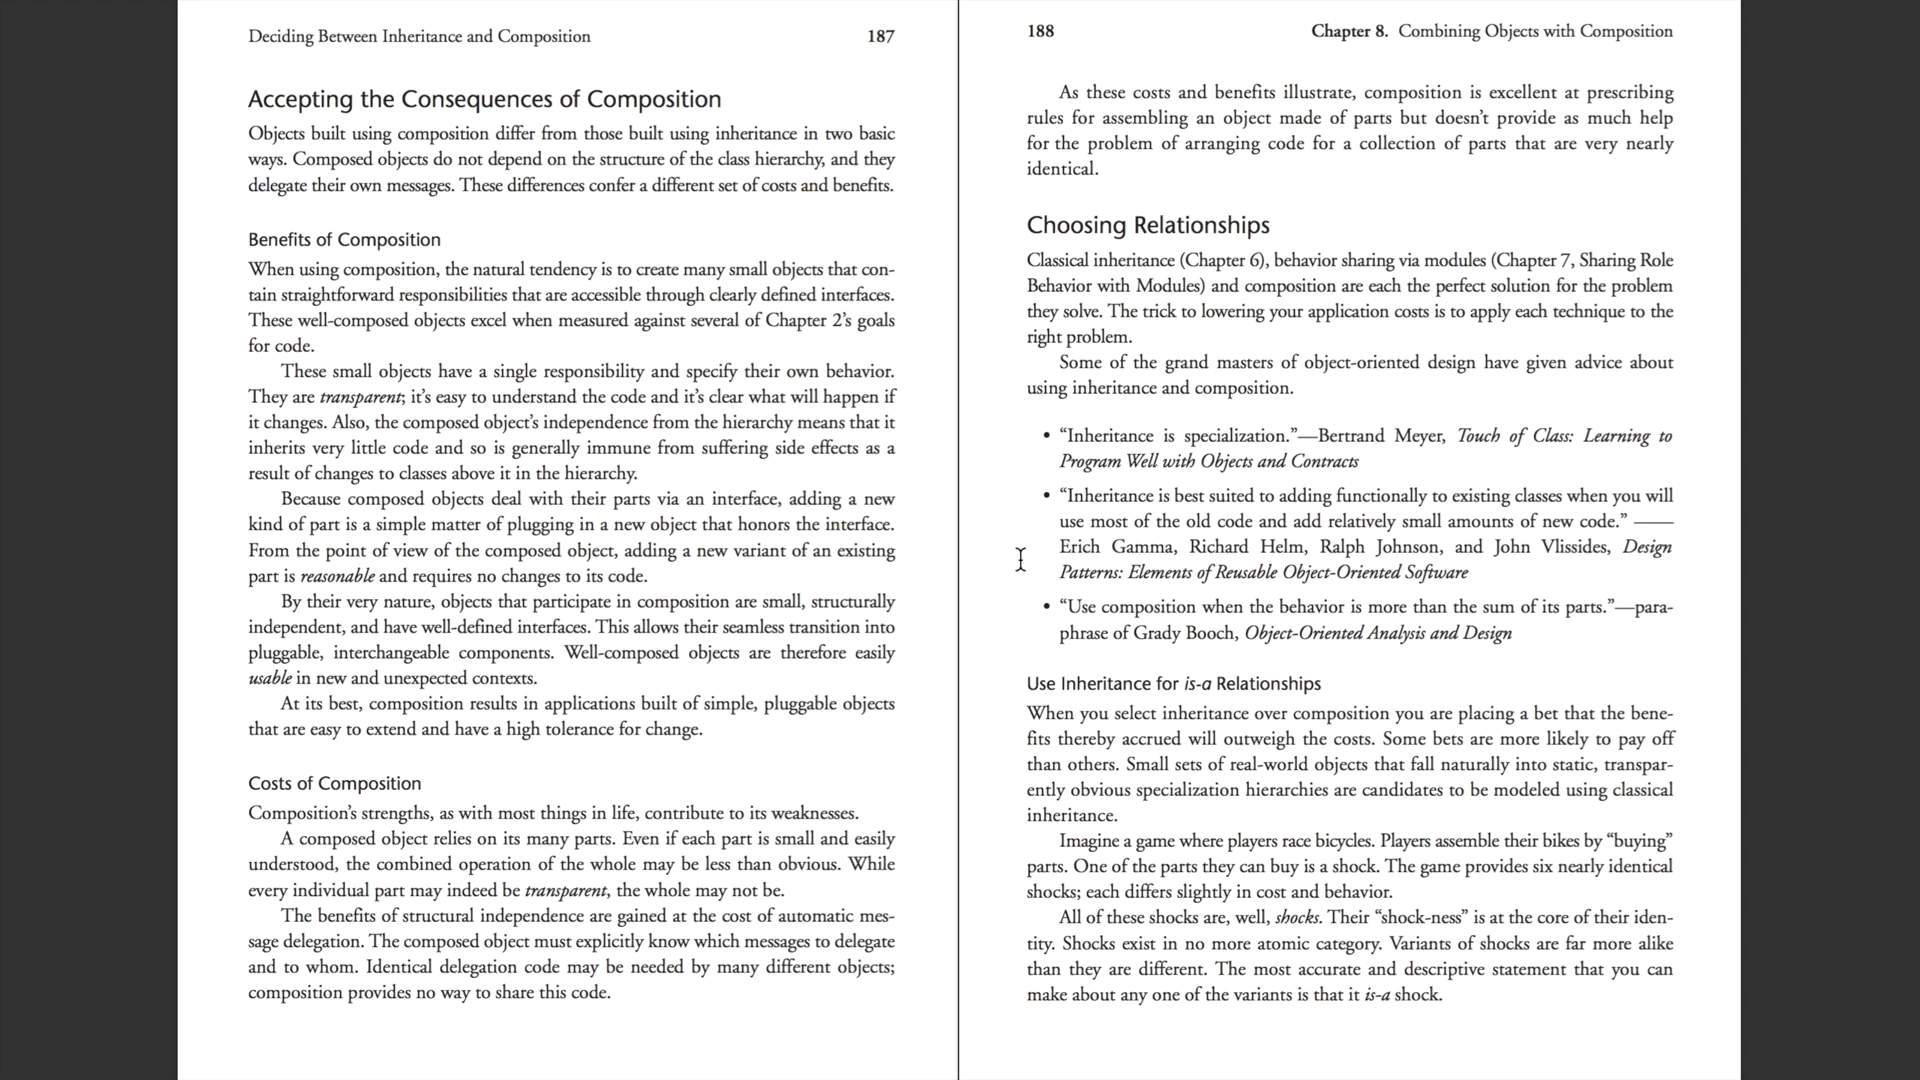 Deciding Between Inheritance and Composition 187
Accepting the Consequences of Composition
Objects built using composition differ from those built using inheritance in two basic
ways. Composed objects do not depend on the structure of the class hierarchy, and they
delegate their own messages. These differences confer a different set of costs and benefits.
Benefits of Composition
When using composition, the natural tendency is to create many small objects that con-
tain straightforward responsibilities that are accessible through clearly defined interfaces.
These well-composed objects excel when measured against several of Chapter 2’s goals
for code.
These small objects have a single responsibility and specify their own behavior.
They are transparent; it’s easy to understand the code and it’s clear what will happen if
it changes. Also, the composed object’s independence from the hierarchy means that it
inherits very little code and so is generally immune from suffering side effects as a
result of changes to classes above it in the hierarchy.
Because composed objects deal with their parts via an interface, adding a new
kind of part is a simple matter of plugging in a new object that honors the interface.
From the point of view of the composed object, adding a new variant of an existing
part is reasonable and requires no changes to its code.
By their very nature, objects that participate in composition are small, structurally
independent, and have well-defined interfaces. This allows their seamless transition into
pluggable, interchangeable components. Well-composed objects are therefore easily
usable in new and unexpected contexts.
At its best, composition results in applications built of simple, pluggable objects
that are easy to extend and have a high tolerance for change.
Costs of Composition
Composition’s strengths, as with most things in life, contribute to its weaknesses.
A composed object relies on its many parts. Even if each part is small and easily
understood, the combined operation of the whole may be less than obvious. While
every individual part may indeed be transparent, the whole may not be.
The benefits of structural independence are gained at the cost of automatic mes-
sage delegation. The composed object must explicitly know which messages to delegate
and to whom. Identical delegation code may be needed by many different objects;
composition provides no way to share this code.
188 Chapter 8. Combining Objects with Composition
As these costs and benefits illustrate, composition is excellent at prescribing
rules for assembling an object made of parts but doesn’t provide as much help
for the problem of arranging code for a collection of parts that are very nearly
identical.
Choosing Relationships
Classical inheritance (Chapter 6), behavior sharing via modules (Chapter 7, Sharing Role
Behavior with Modules) and composition are each the perfect solution for the problem
they solve. The trick to lowering your application costs is to apply each technique to the
right problem.
Some of the grand masters of object-oriented design have given advice about
using inheritance and composition.
• “Inheritance is specialization.”—Bertrand Meyer, Touch of Class: Learning to
Program Well with Objects and Contracts
• “Inheritance is best suited to adding functionally to existing classes when you will
use most of the old code and add relatively small amounts of new code.” ——
Erich Gamma, Richard Helm, Ralph Johnson, and John Vlissides, Design
Patterns: Elements of Reusable Object-Oriented Software
• “Use composition when the behavior is more than the sum of its parts.”—para-
phrase of Grady Booch, Object-Oriented Analysis and Design
Use Inheritance for is-a Relationships
When you select inheritance over composition you are placing a bet that the bene-
fits thereby accrued will outweigh the costs. Some bets are more likely to pay off
than others. Small sets of real-world objects that fall naturally into static, transpar-
ently obvious specialization hierarchies are candidates to be modeled using classical
inheritance.
Imagine a game where players race bicycles. Players assemble their bikes by “buying”
parts. One of the parts they can buy is a shock. The game provides six nearly identical
shocks; each differs slightly in cost and behavior.
All of these shocks are, well, shocks. Their “shock-ness” is at the core of their iden-
tity. Shocks exist in no more atomic category. Variants of shocks are far more alike
than they are different. The most accurate and descriptive statement that you can
make about any one of the variants is that it is-a shock.